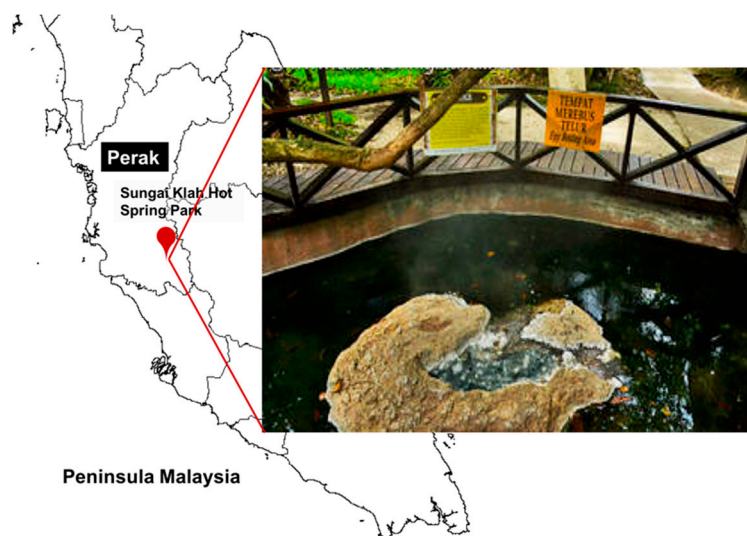 Perak
Sungai Klah Hot
Spring Park
TEMPAT
MEREBUS
TELUR
Egg Boiling Area
Peninsula Malaysia